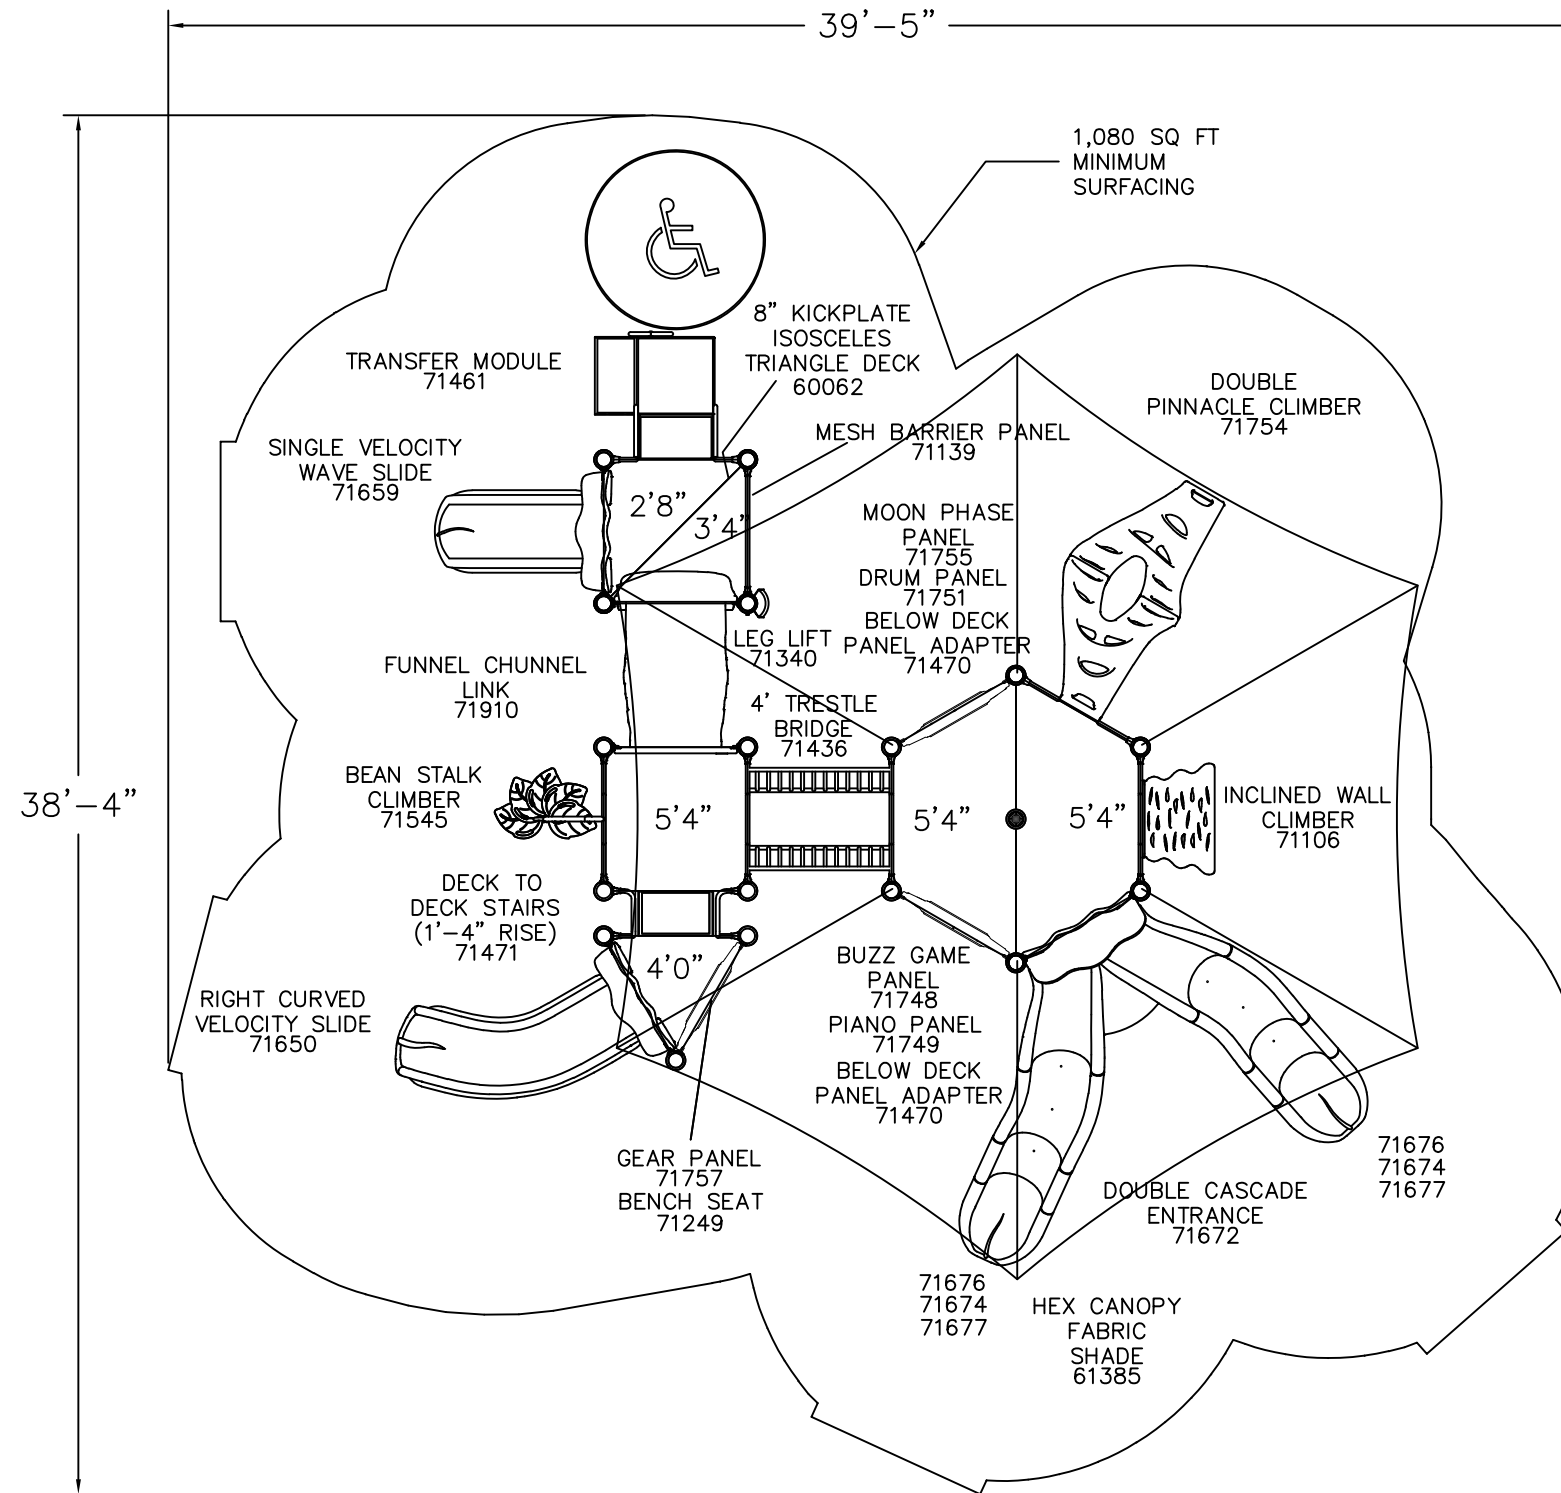 39'-5"
1,080 SQ FT
MINIMUM
SURFACING
8" KICKPLATE
ISOSCELES
TRIANGLE DECK
60062
TRANSFER MODULE
71461
DOUBLE
PINNACLE CLIMBER
71754
MESH BARRIER PANEL
71139
SINGLE VELOCITY
WAVE SLIDE
71659
2'8"
3'4"
MOON PHASE
PANEL
71755
DRUM PANEL
71751
BELOW DECK
PANEL ADAPTER
71470
LEG LIFT
71340
FUNNEL CHUNNEL
LINK
71910
4' TRESTLE
BRIDGE
71436
BEAN STALK
CLIMBER
71545
38'-4"
5'4"
5'4"
5'4"
INCLINED WALL
CLIMBER
71106
DECK TO
DECK STAIRS
(1'-4" RISE)
71471
4'0"
BUZZ GAME
PANEL
71748
PIANO PANEL
71749
BELOW DECK
PANEL ADAPTER
71470
RIGHT CURVED
VELOCITY SLIDE
71650
GEAR PANEL
71757
BENCH SEAT
71249
71676
71674
71677
DOUBLE CASCADE
ENTRANCE
71672
71676
71674
71677
HEX CANOPY
FABRIC
SHADE
61385